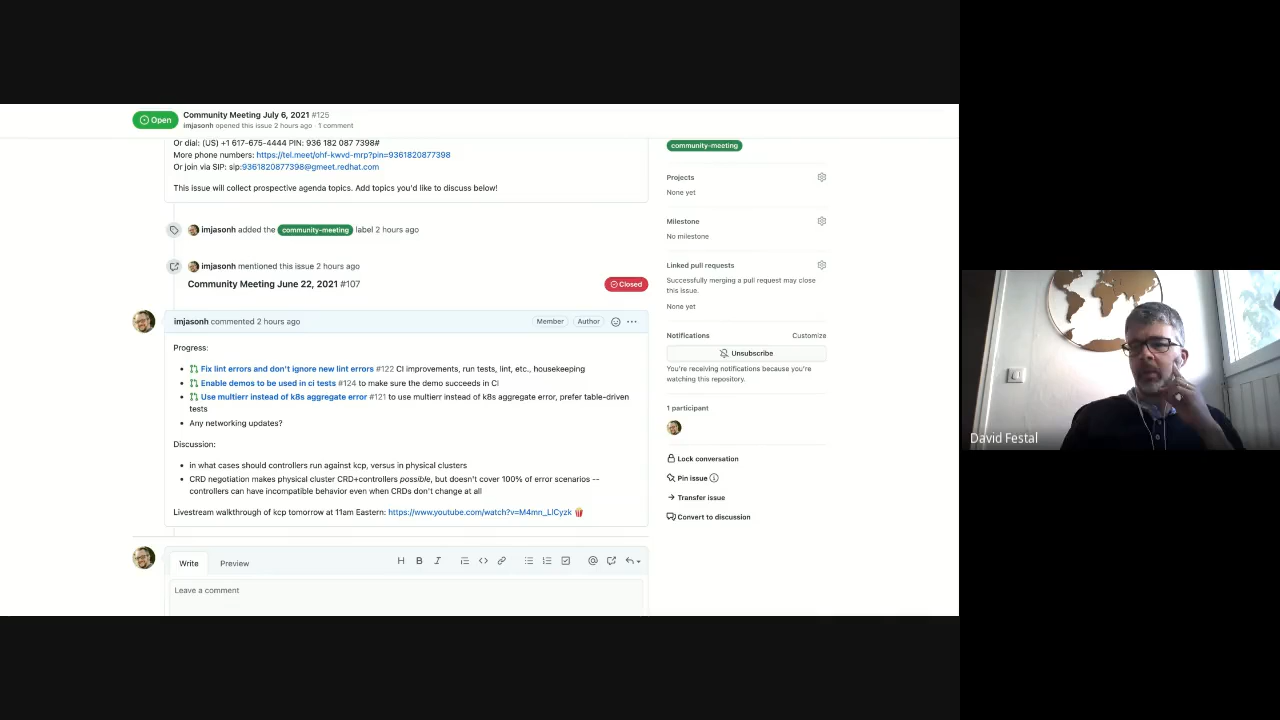 Open
Community Meeting July 6, 2021 #125
imjasonh opened this issue 2 hours ago · 1 comment
Or dial: (US) +1 617-675-4444 PIN: 936 182 087 7398#
More phone numbers: https://tel.meet/ohf-kwvd-mrp?pin=9361820877398
Or join via SIP: sip:9361820877398@gmeet.redhat.com
This issue will collect prospective agenda topics. Add topics you'd like to discuss below!
imjasonh added the community-meeting label 2 hours ago
imjasonh mentioned this issue 2 hours ago
Community Meeting June 22, 2021 #107
Closed
imjasonh commented 2 hours ago
Member
Author
Progress:
• Fix lint errors and don't ignore new lint errors #122 CI improvements, run tests, lint, etc., housekeeping
• Enable demos to be used in ci tests #124 to make sure the demo succeeds in CI
• Use multierr instead of k8s aggregate error #121 to use multierr instead of k8s aggregate error, prefer table-driven
tests
• Any networking updates?
Discussion:
• in what cases should controllers run against kcp, versus in physical clusters
• CRD negotiation makes physical cluster CRD+controllers possible, but doesn't cover 100% of error scenarios --
controllers can have incompatible behavior even when CRDs don't change at all
Livestream walkthrough of kcp tomorrow at 11am Eastern: https://www.youtube.com/watch?v=M4mn_LlCyzk 🍿
Write
Preview
Leave a comment
community-meeting
Projects
None yet
Milestone
No milestone
Linked pull requests
Successfully merging a pull request may close
this issue.
None yet
Notifications
Customize
Unsubscribe
You're receiving notifications because you're
watching this repository.
1 participant
Lock conversation
Pin issue
Transfer issue
Convert to discussion
David Festal